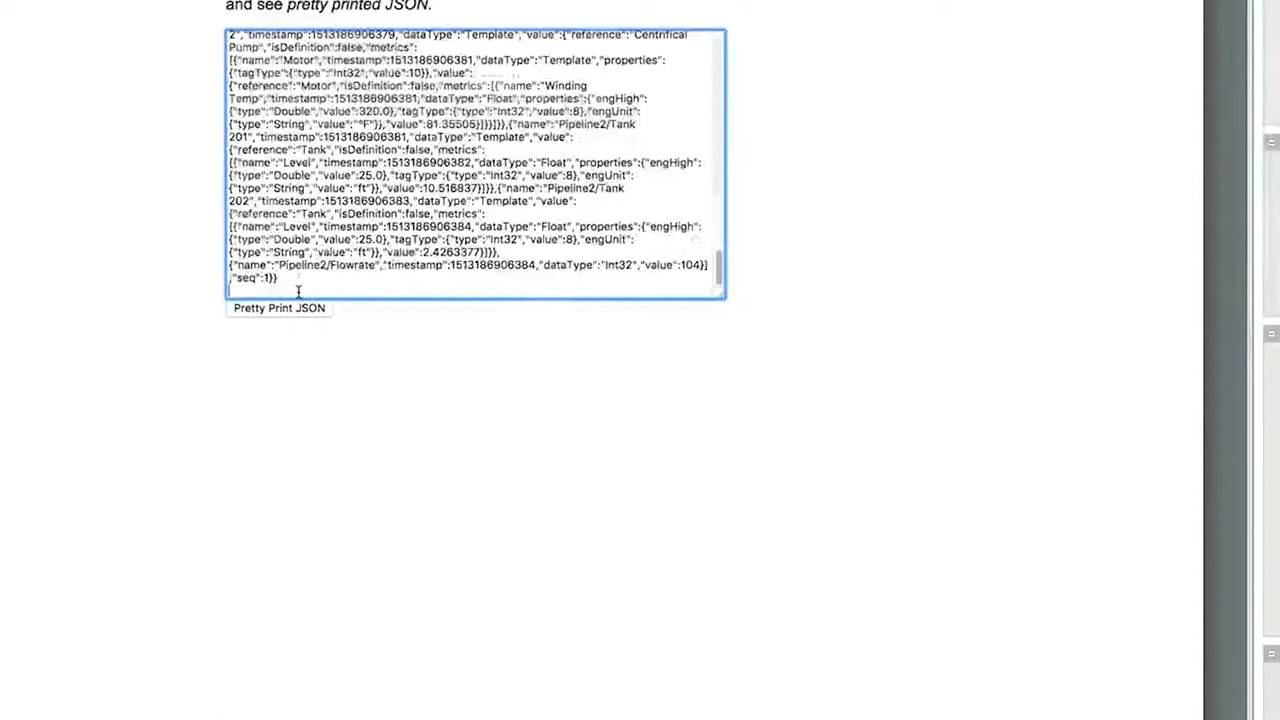 and see pretty printed JSON.
2","timestamp":1513186906379,"dataType":"Template","value":{"reference":"Centrifical
Pump","isDefinition":false,"metrics":
[{"name":"Motor","timestamp":1513186906381,"dataType":"Template","properties":
{"tagType":{"type":"Int32","value":10}},"value":
{"reference":"Motor","isDefinition":false,"metrics":[{"name":"Winding
Temp","timestamp":1513186906381,"dataType":"Float","properties":{"engHigh":
{"type":"Double","value":320.0},"tagType":{"type":"Int32","value":8},"engUnit":
{"type":"String","value":"°F"}},"value":81.35505}]}}]}},{"name":"Pipeline2/Tank
201","timestamp":1513186906381,"dataType":"Template","value":
{"reference":"Tank","isDefinition":false,"metrics":
[{"name":"Level","timestamp":1513186906382,"dataType":"Float","properties":{"engHigh":
{"type":"Double","value":25.0},"tagType":{"type":"Int32","value":8},"engUnit":
{"type":"String","value":"ft"}},"value":10.516837}]}},{"name":"Pipeline2/Tank
202","timestamp":1513186906383,"dataType":"Template","value":
{"reference":"Tank","isDefinition":false,"metrics":
[{"name":"Level","timestamp":1513186906384,"dataType":"Float","properties":{"engHigh":
{"type":"Double","value":25.0},"tagType":{"type":"Int32","value":8},"engUnit":
{"type":"String","value":"ft"}},"value":2.4263377}]}},
{"name":"Pipeline2/Flowrate","timestamp":1513186906384,"dataType":"Int32","value":104}]
,"seq":1}}
Pretty Print JSON